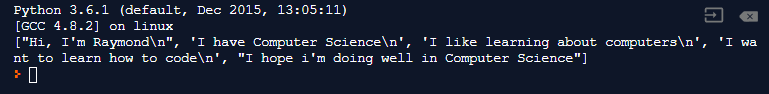 Python 3.6.1 (default, Dec 2015, 13:05:11)
[GCC 4.8.2] on linux
["Hi, I'm Raymond\n", 'I have Computer Science\n', 'I like learning about computers\n', 'I wa
nt to learn how to code\n', "I hope i'm doing well in Computer Science"]